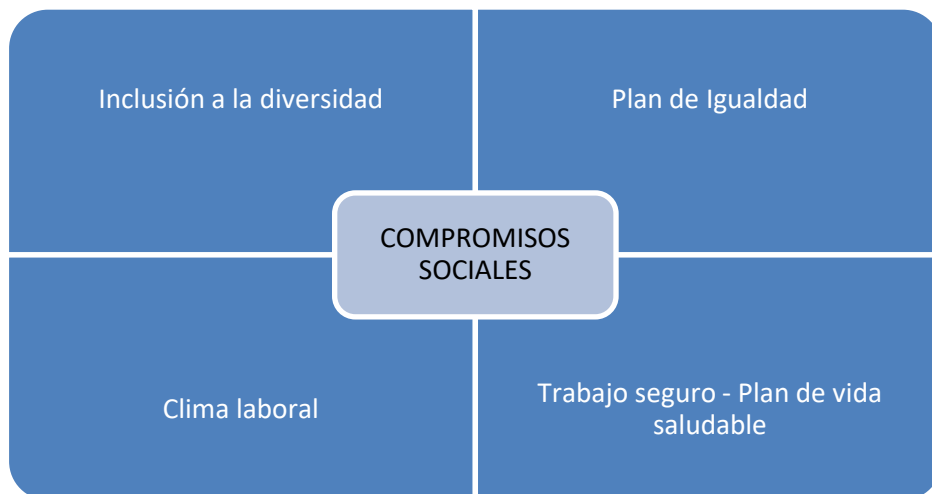 Inclusión a la diversidad
Plan de Igualdad
COMPROMISOS
SOCIALES
Clima laboral
Trabajo seguro - Plan de vida
saludable